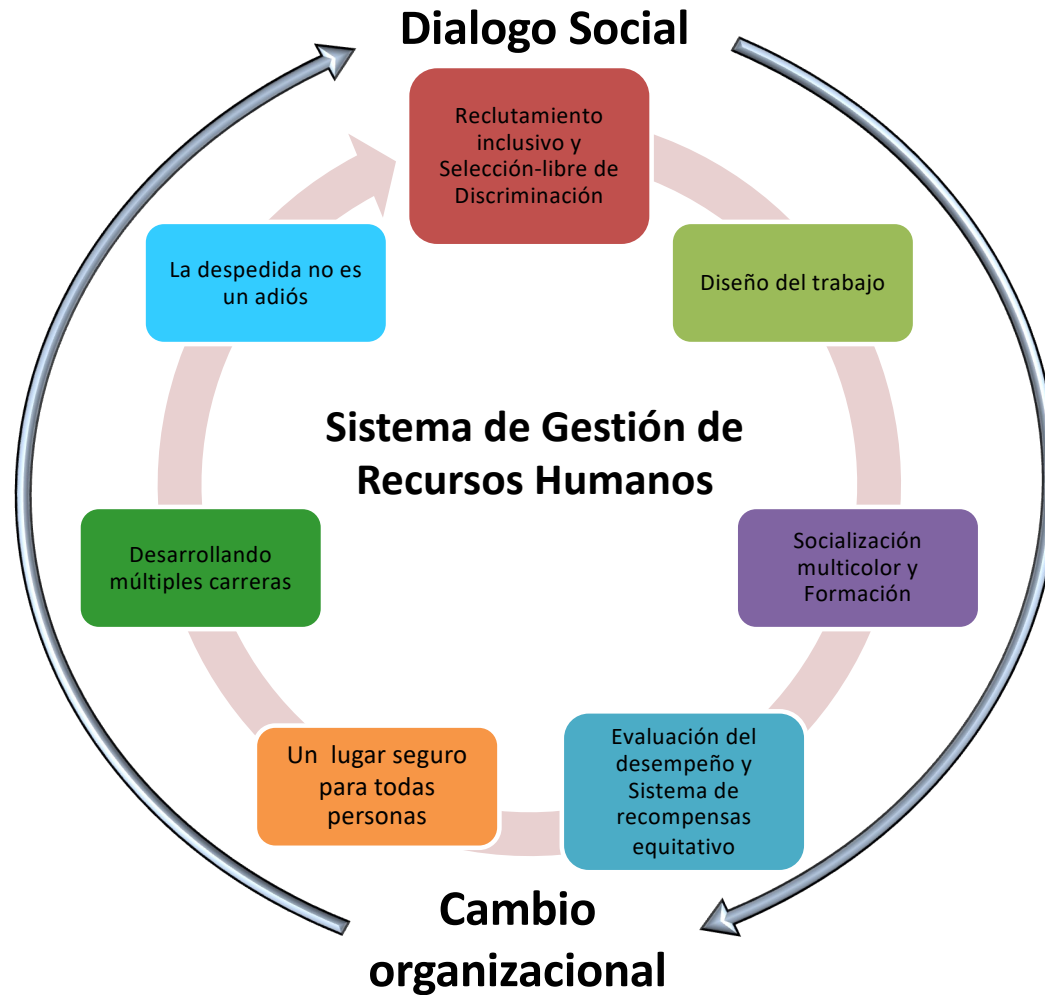 Dialogo Social
Reclutamiento
inclusivo y
Selección-libre de
Discriminación
Diseño del trabajo
Socialización
multicolor y
Formación
Evaluación del
desempeño y
Sistema de
recompensas
equitativo
Un lugar seguro
para todas
personas
Desarrollando
múltiples carreras
La despedida no es
un adiós
Sistema de Gestión de
Recursos Humanos
Cambio
organizacional